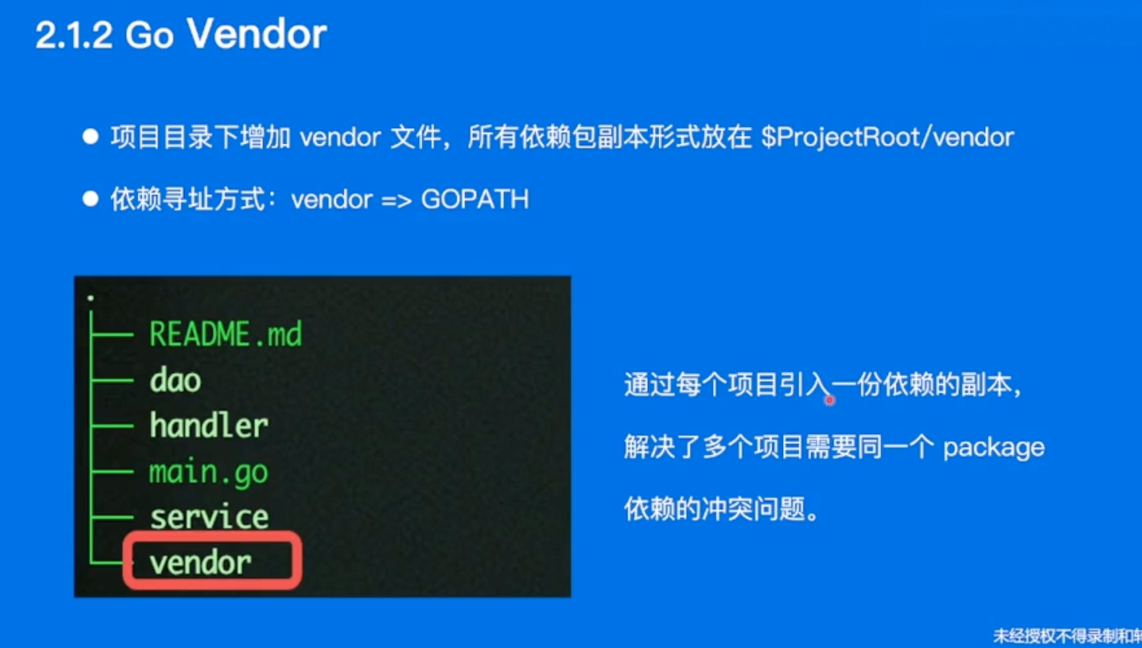 2.1.2 Go Vendor
● 项目目录下增加 vendor 文件，所有依赖包副本形式放在 $ProjectRoot/vendor
● 依赖寻址方式：vendor => GOPATH
.
README.md
dao
handler
main.go
service
vendor
通过每个项目引入一份依赖的副本，
解决了多个项目需要同一个 package
依赖的冲突问题。
未经授权不得录制和